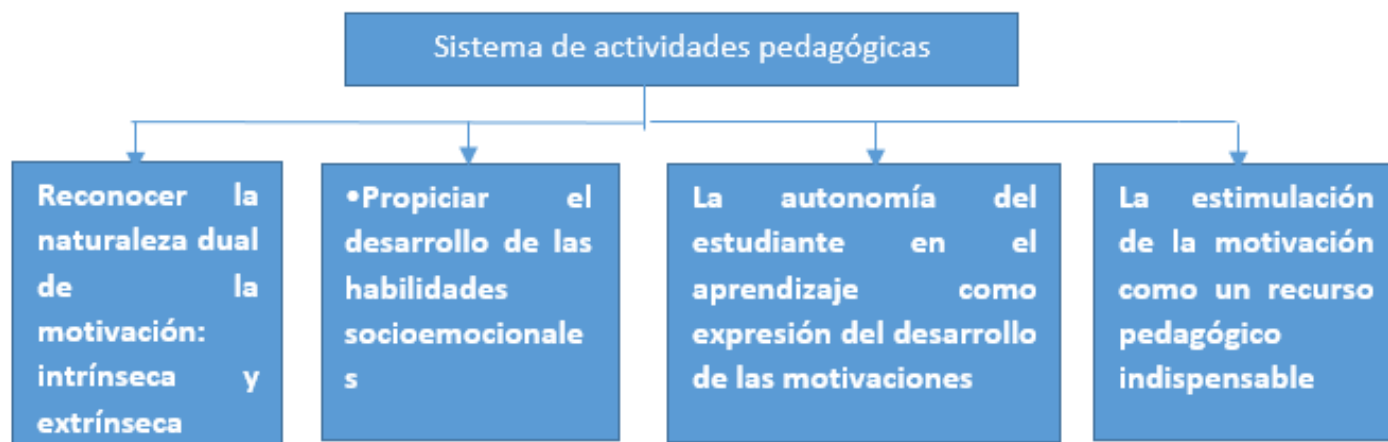 Sistema de actividades pedagógicas
Reconocer la
naturaleza dual
de la
motivación:
intrínseca y
extrínseca
•Propiciar el
desarrollo de las
habilidades
socioemocionale
s
La autonomía del
estudiante en el
aprendizaje como
expresión del desarrollo
de las motivaciones
La estimulación
de la motivación
como un recurso
pedagógico
indispensable